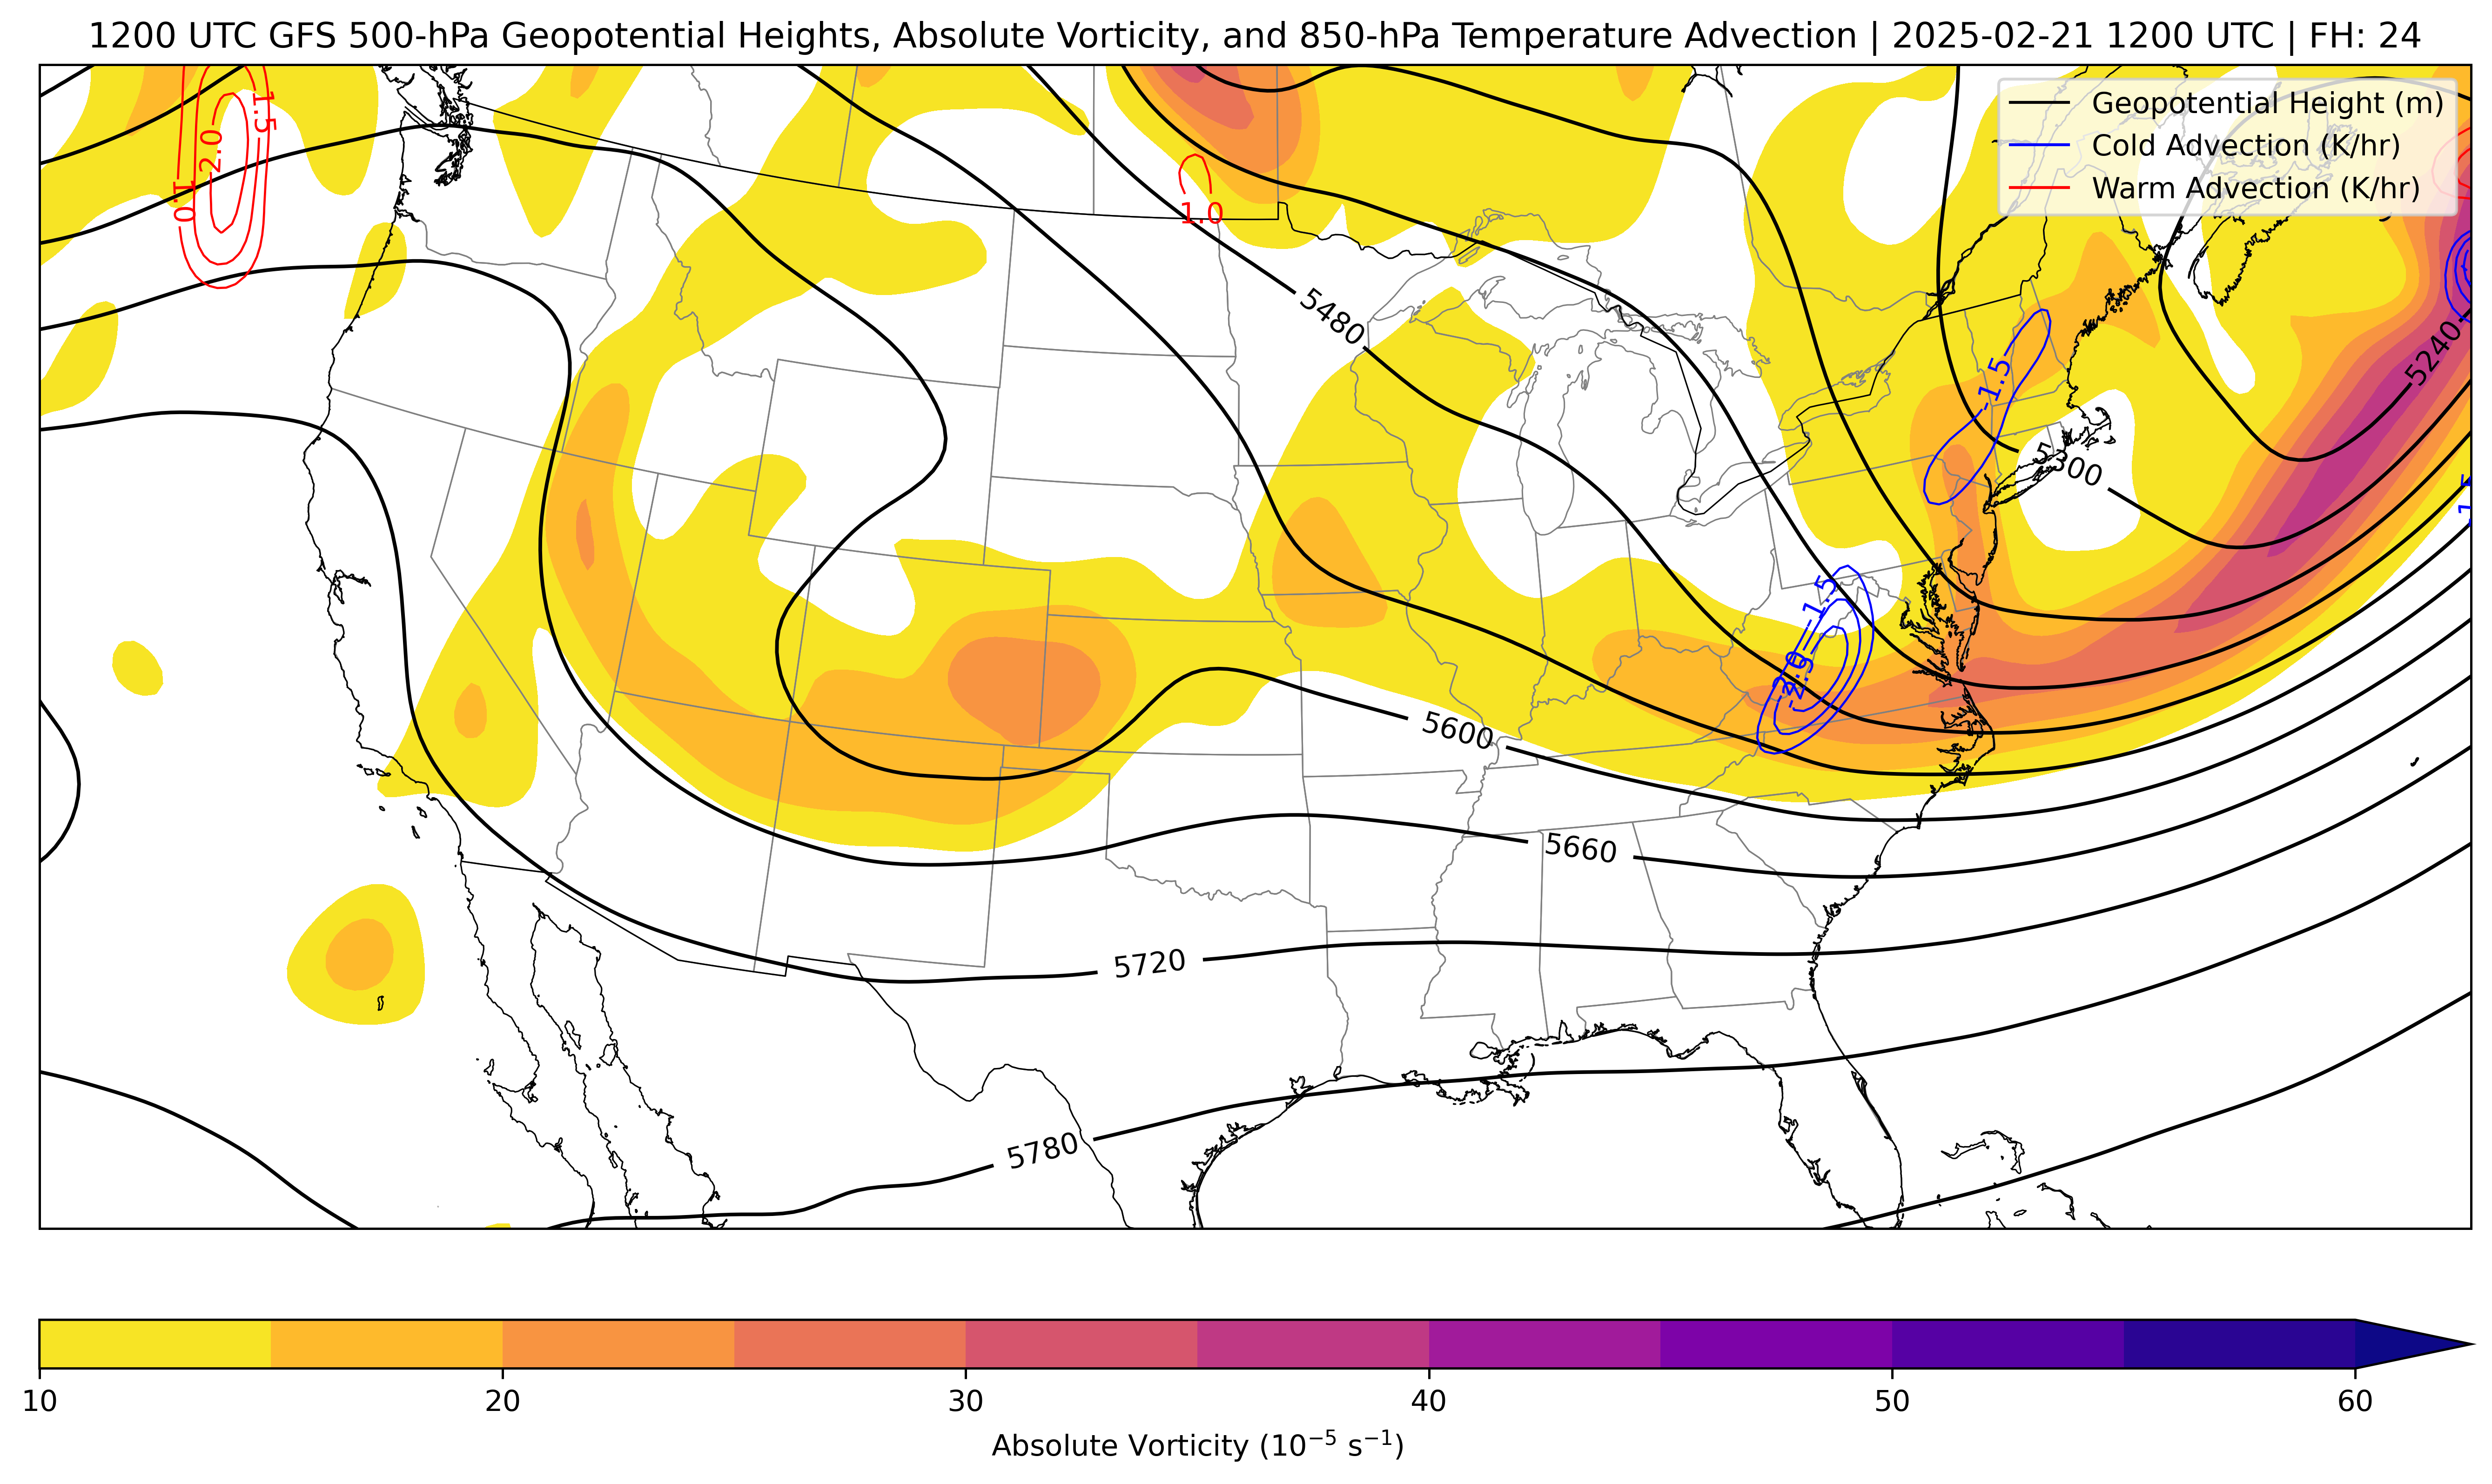 1200 UTC GFS 500-hPa Geopotential Heights, Absolute Vorticity, and 850-hPa Temperature Advection | 2025-02-21 1200 UTC | FH: 24
Geopotential Height (m)
Cold Advection (K/hr)
Warm Advection (K/hr)
1.5
2.0
1.0
1.0
5480
5240
-1.5
5300
-1.5
-2.0
-2.5
5600
5660
5720
5780
10 20 30 40 50 60
Absolute Vorticity (10⁻⁵ s⁻¹)